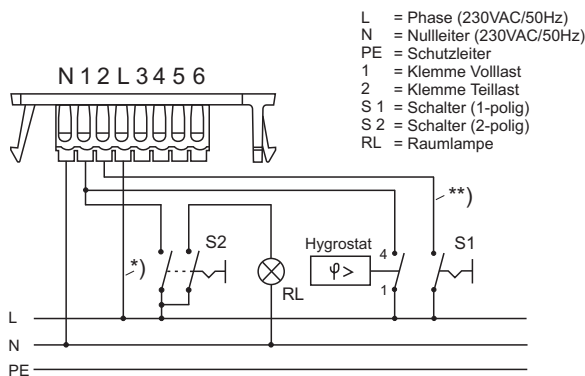 L = Phase (230VAC/50Hz)
N = Nullleiter (230VAC/50Hz)
PE = Schutzleiter
1 = Klemme Volllast
2 = Klemme Teillast
S 1 = Schalter (1-polig)
S 2 = Schalter (2-polig)
RL = Raumlampe
N 1 2 L 3 4 5 6
**)
*)
S2
RL
Hygrostat
φ>
4
1
S1
L
N
PE